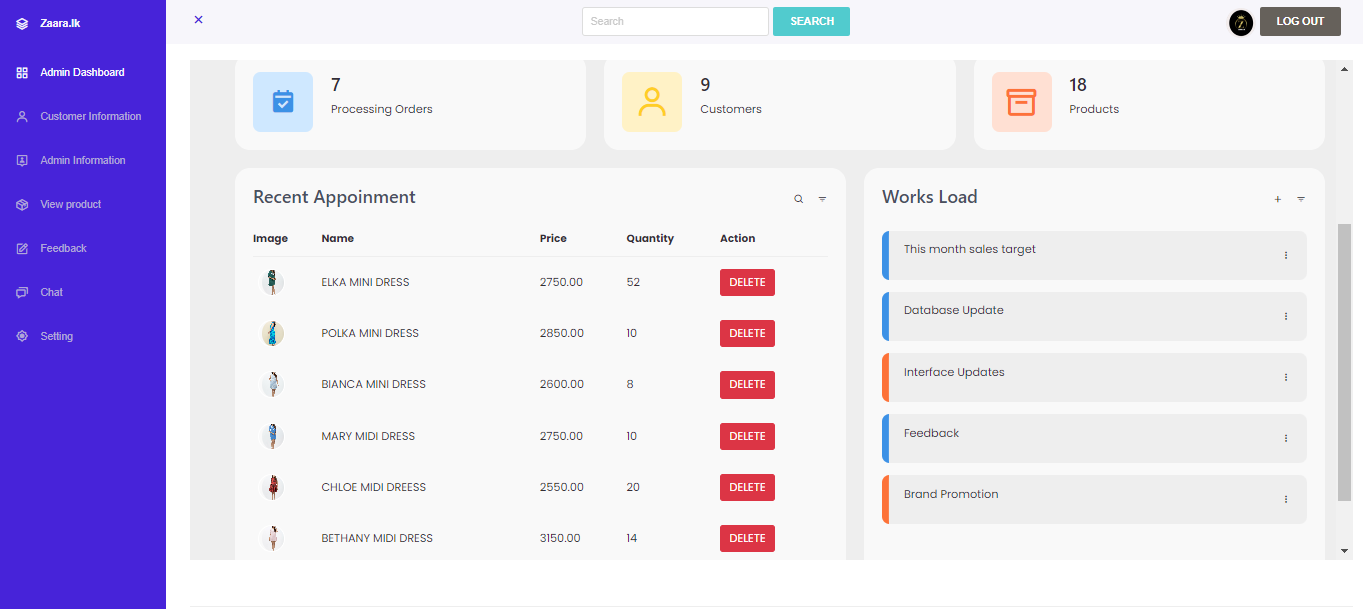 Zaara.lk
Search
SEARCH
LOG OUT
Admin Dashboard
Customer Information
Admin Information
View product
Feedback
Chat
Setting
7
Processing Orders
9
Customers
18
Products
Recent Appoinment
Image Name Price Quantity Action
ELKA MINI DRESS 2750.00 52 DELETE
POLKA MINI DRESS 2850.00 10 DELETE
BIANCA MINI DRESS 2600.00 8 DELETE
MARY MIDI DRESS 2750.00 10 DELETE
CHLOE MIDI DREESS 2550.00 20 DELETE
BETHANY MIDI DRESS 3150.00 14 DELETE
Works Load
This month sales target
Database Update
Interface Updates
Feedback
Brand Promotion